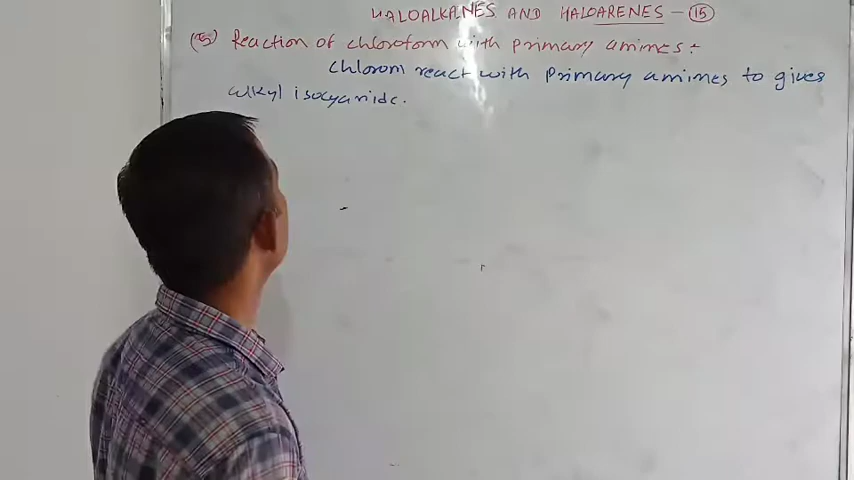 HALOALKANES AND HALOARENES - 15
(5) Reaction of chloroform with primary amines :-
chlorom react with primary amines to gives
alkyl isocyanide.